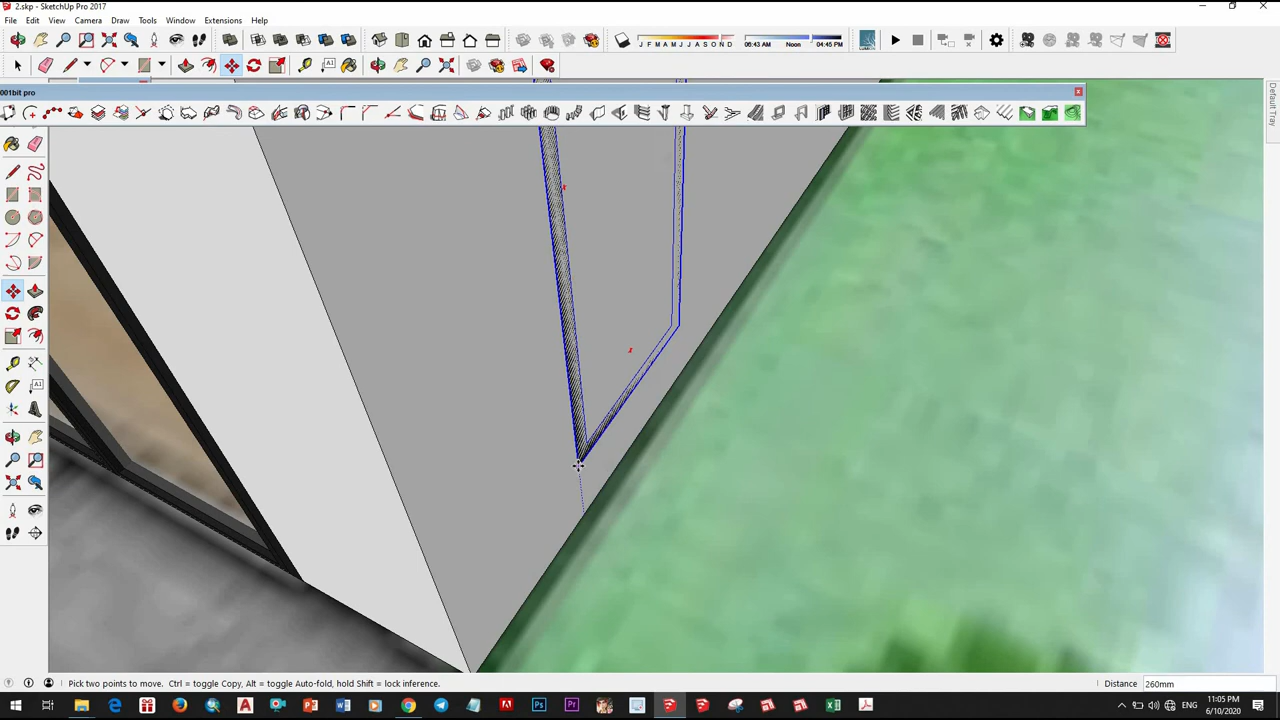 2.skp - SketchUp Pro 2017
File Edit View Camera Draw Tools Window Extensions Help
J F M A M J J A S O N D
06:43 AM Noon 04:45 PM
001bit pro
Default Tray
Pick two points to move. Ctrl = toggle Copy, Alt = toggle Auto-fold, hold Shift = lock inference.
Distance 260mm
ENG
11:05 PM
6/10/2020